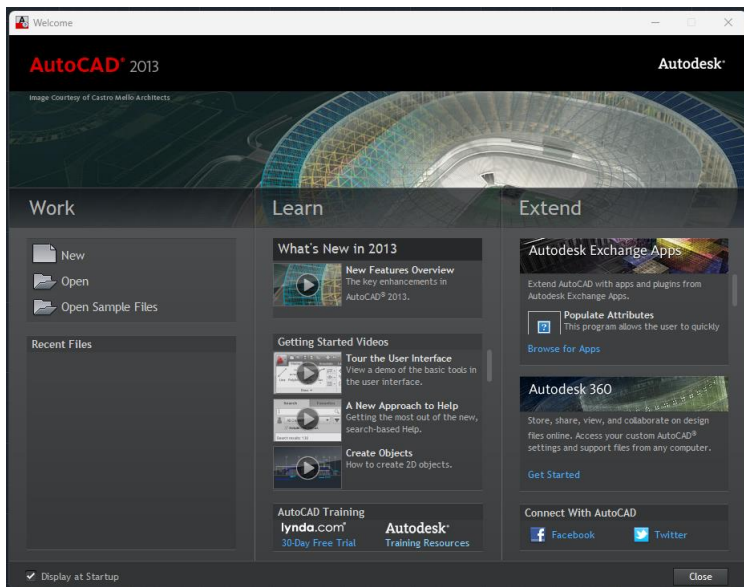 Welcome
AutoCAD® 2013
Autodesk®
Image Courtesy of Castro Mello Architects
Work
New
Open
Open Sample Files
Recent Files
Learn
What's New in 2013
New Features Overview
The key enhancements in
AutoCAD® 2013.
Getting Started Videos
Tour the User Interface
View a demo of the basic tools in
the user interface.
A New Approach to Help
Getting the most out of the new,
search-based Help.
Create Objects
How to create 2D objects.
AutoCAD Training
lynda.com®
30-Day Free Trial
Autodesk®
Training Resources
Extend
Autodesk Exchange Apps
Extend AutoCAD with apps and plugins from
Autodesk Exchange Apps.
Populate Attributes
This program allows the user to quickly
Browse for Apps
Autodesk 360
Store, share, view, and collaborate on design
files online. Access your custom AutoCAD®
settings and support files from any computer.
Get Started
Connect With AutoCAD
Facebook
Twitter
Display at Startup
Close